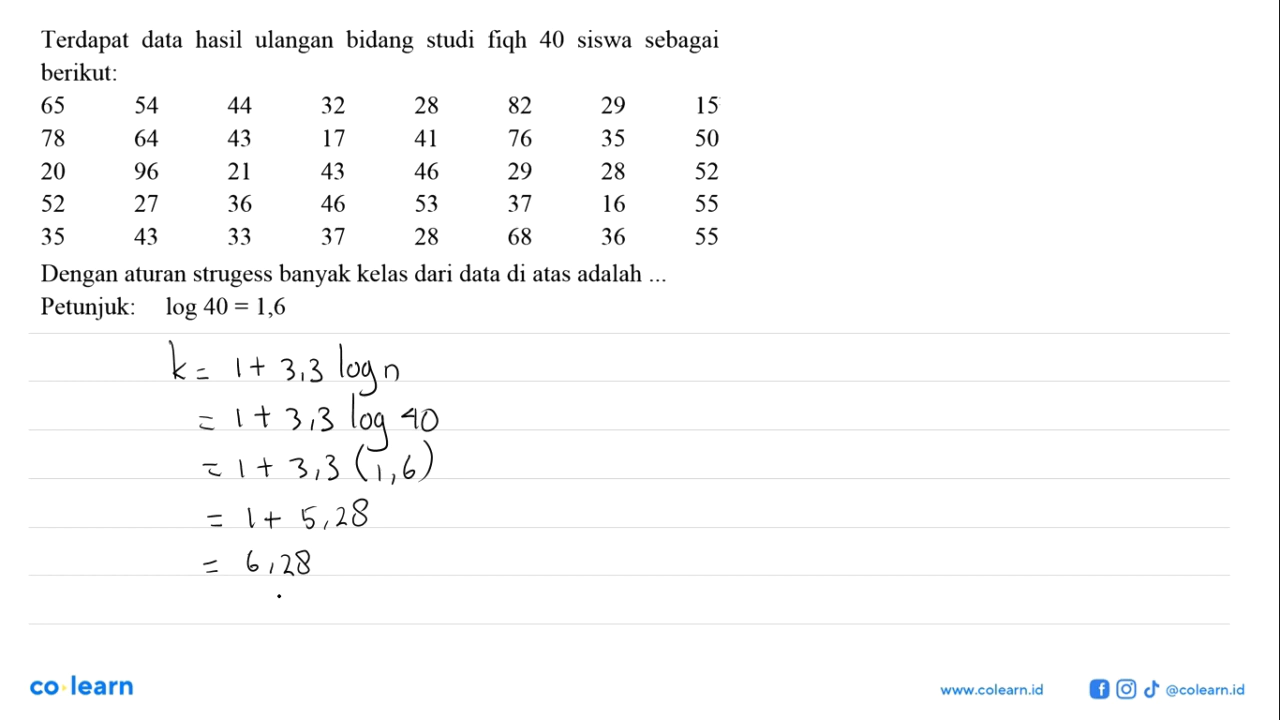 Terdapat data hasil ulangan bidang studi fiqh 40 siswa sebagai
berikut:
65 54 44 32 28 82 29 15
78 64 43 17 41 76 35 50
20 96 21 43 46 29 28 52
52 27 36 46 53 37 16 55
35 43 33 37 28 68 36 55
Dengan aturan strugess banyak kelas dari data di atas adalah ...
Petunjuk: log 40 = 1,6
k = 1 + 3,3 log n
= 1 + 3,3 log 40
= 1 + 3,3 (1,6)
= 1 + 5,28
= 6,28
co learn
www.colearn.id @colearn.id